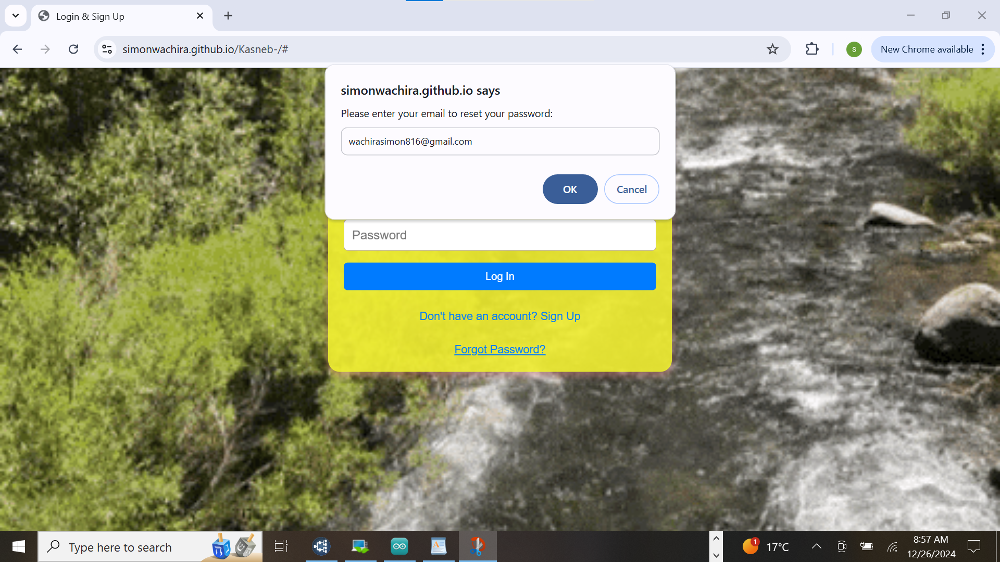 Login & Sign Up
simonwachira.github.io/Kasneb-/#
S
New Chrome available
simonwachira.github.io says
Please enter your email to reset your password:
wachirasimon816@gmail.com
OK
Cancel
Password
Log In
Don't have an account? Sign Up
Forgot Password?
Type here to search
1
17°C
8:57 AM
12/26/2024